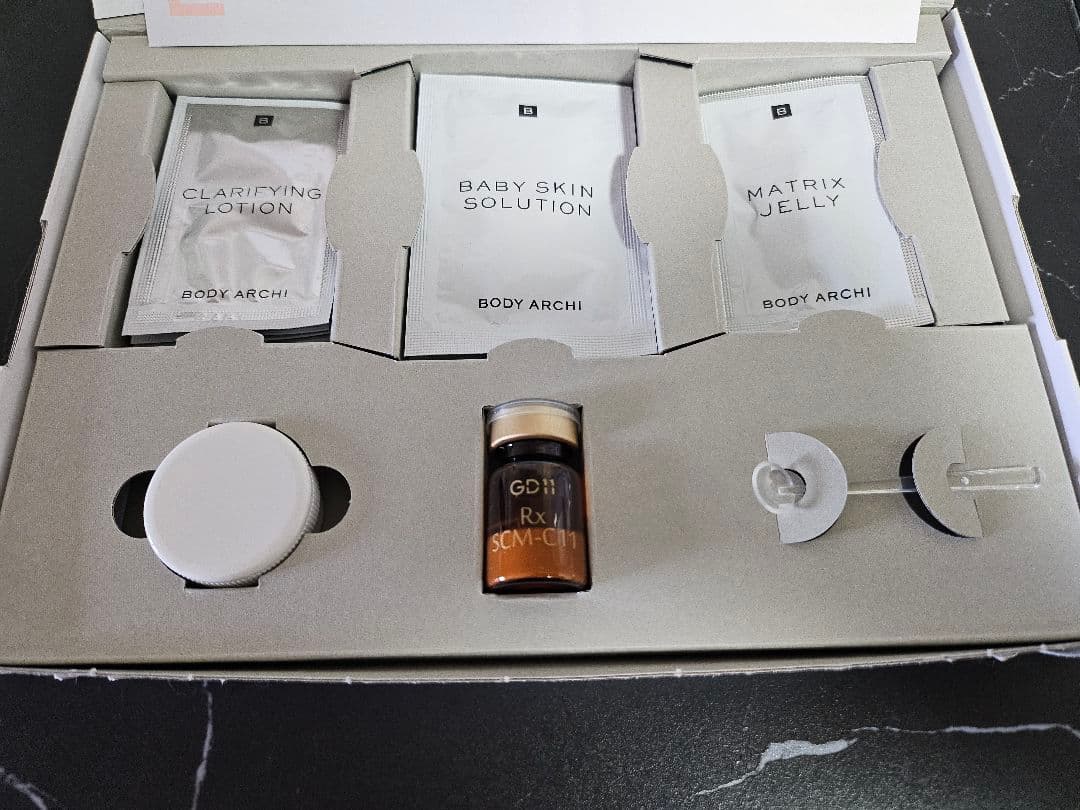 B
CLARIFYING
LOTION
BODY ARCHI
B
BABY SKIN
SOLUTION
BODY ARCHI
B
MATRIX
JELLY
BODY ARCHI
GD11
Rx
SCM-C11